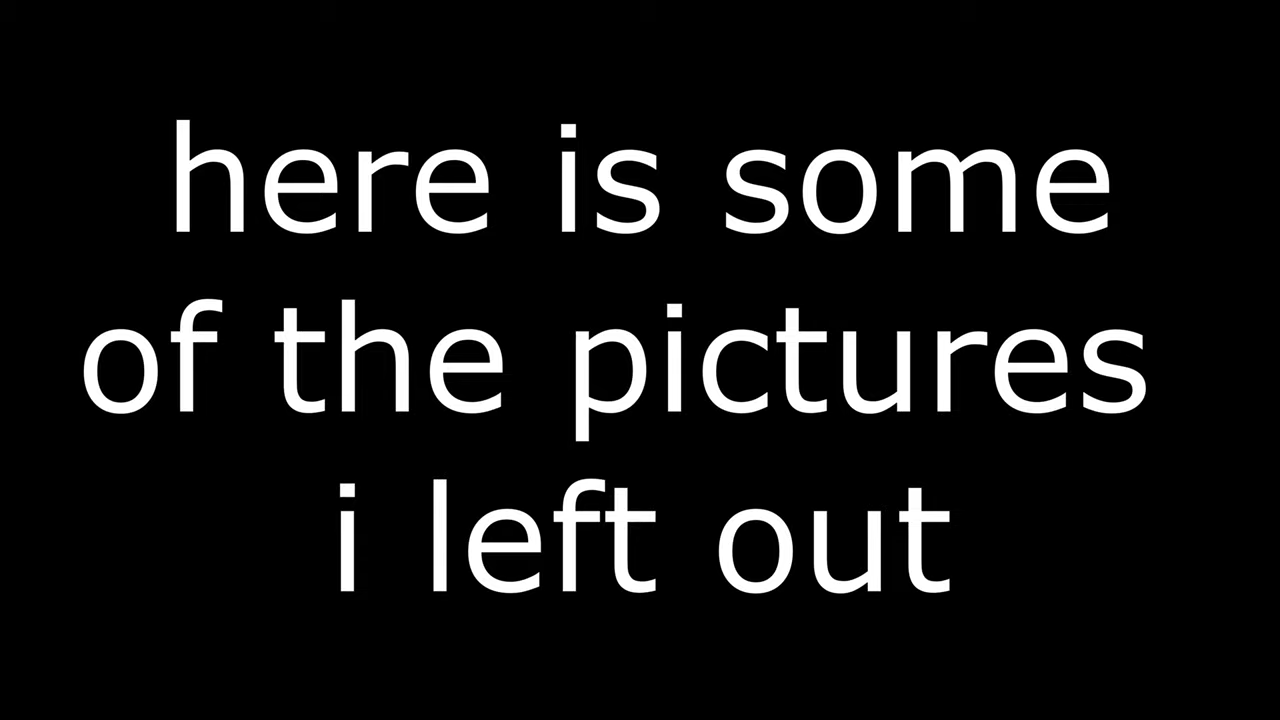 here is some
of the pictures
i left out